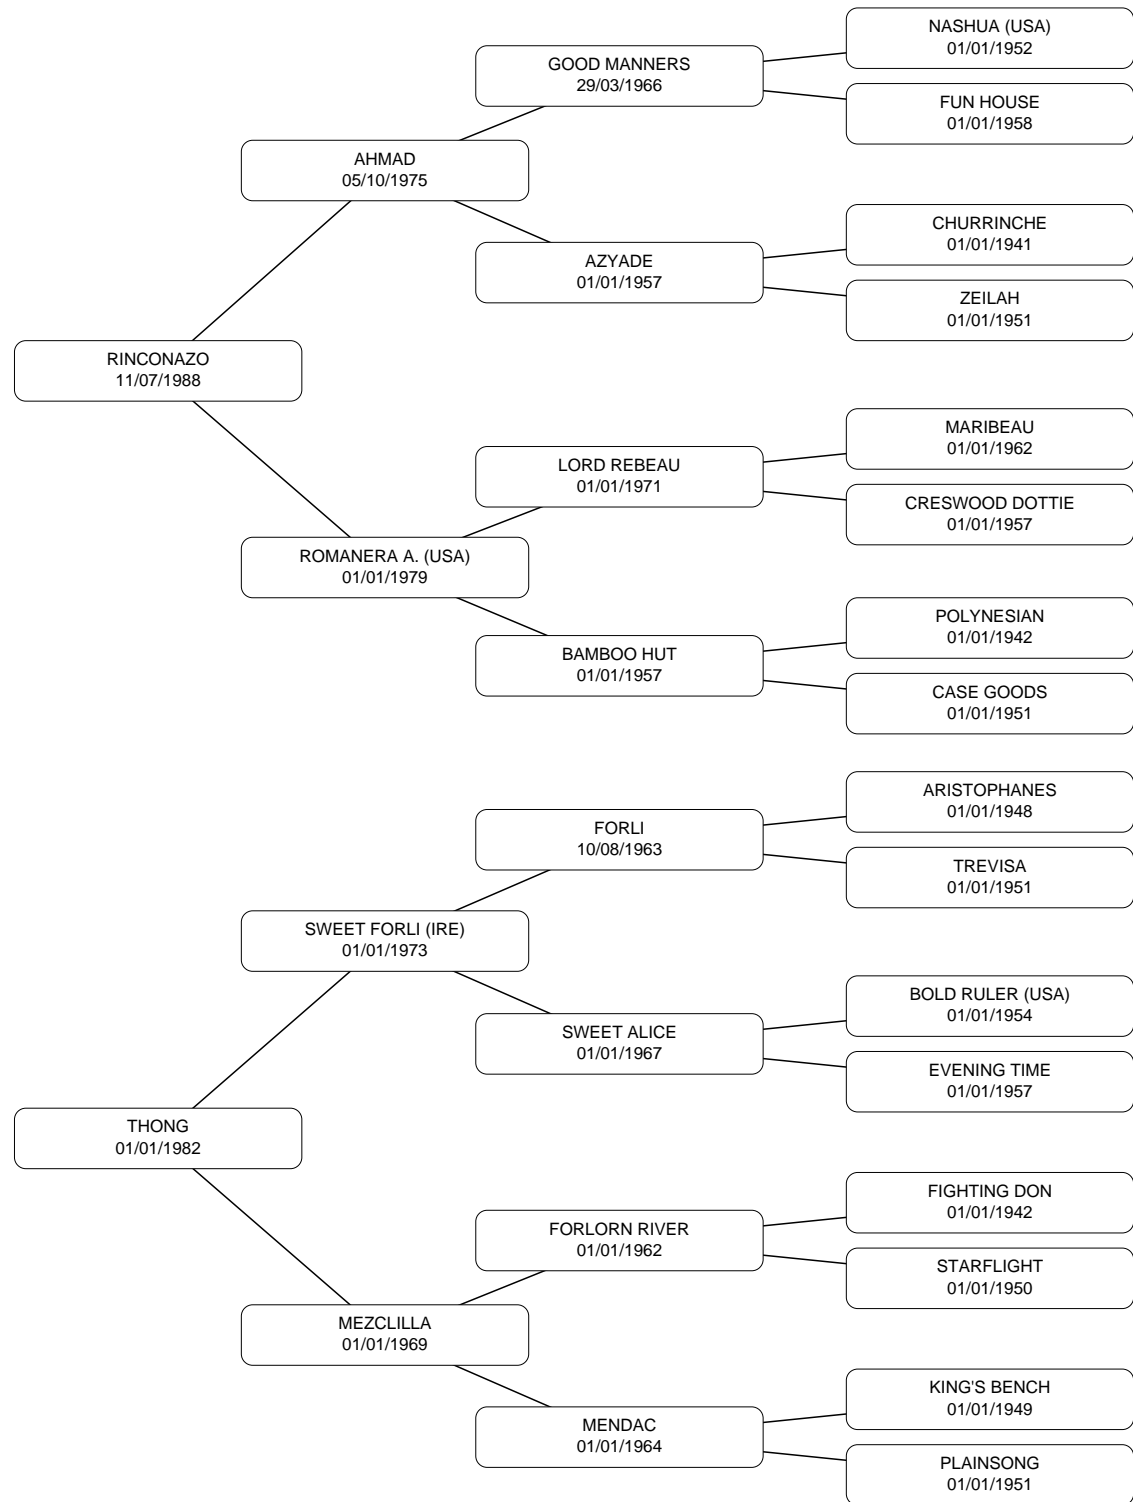 NASHUA (USA)
01/01/1952
GOOD MANNERS
29/03/1966
FUN HOUSE
01/01/1958
AHMAD
05/10/1975
CHURRINCHE
01/01/1941
AZYADE
01/01/1957
ZEILAH
01/01/1951
RINCONAZO
11/07/1988
MARIBEAU
01/01/1962
LORD REBEAU
01/01/1971
CRESWOOD DOTTIE
01/01/1957
ROMANERA A. (USA)
01/01/1979
POLYNESIAN
01/01/1942
BAMBOO HUT
01/01/1957
CASE GOODS
01/01/1951
ARISTOPHANES
01/01/1948
FORLI
10/08/1963
TREVISA
01/01/1951
SWEET FORLI (IRE)
01/01/1973
BOLD RULER (USA)
01/01/1954
SWEET ALICE
01/01/1967
EVENING TIME
01/01/1957
THONG
01/01/1982
FIGHTING DON
01/01/1942
FORLORN RIVER
01/01/1962
STARFLIGHT
01/01/1950
MEZCLILLA
01/01/1969
KING'S BENCH
01/01/1949
MENDAC
01/01/1964
PLAINSONG
01/01/1951